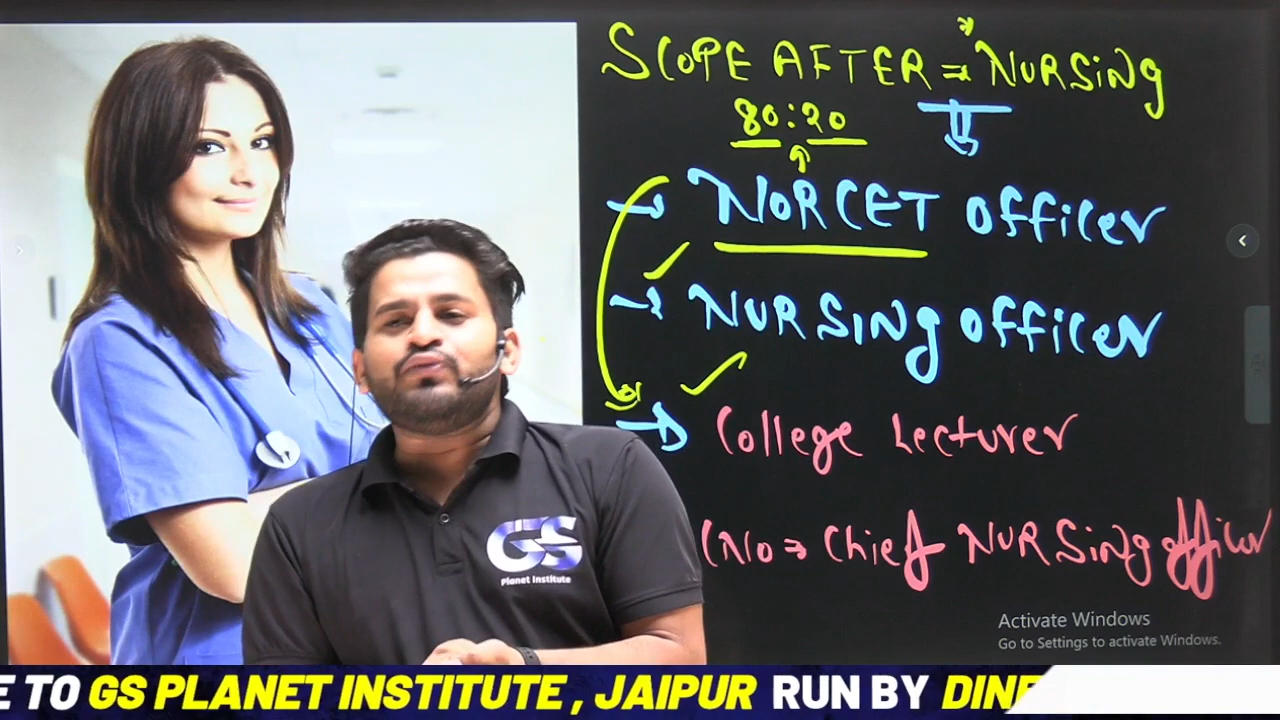 SCOPE AFTER ⇒ NURSiNg
80:20
NORCET Officer
NURSINg Officer
College Lecturer
CNO ⇒ Chief NURSing officer
GS
Planet Institute
Activate Windows
Go to Settings to activate Windows.
E TO GS PLANET INSTITUTE , JAIPUR RUN BY DINE